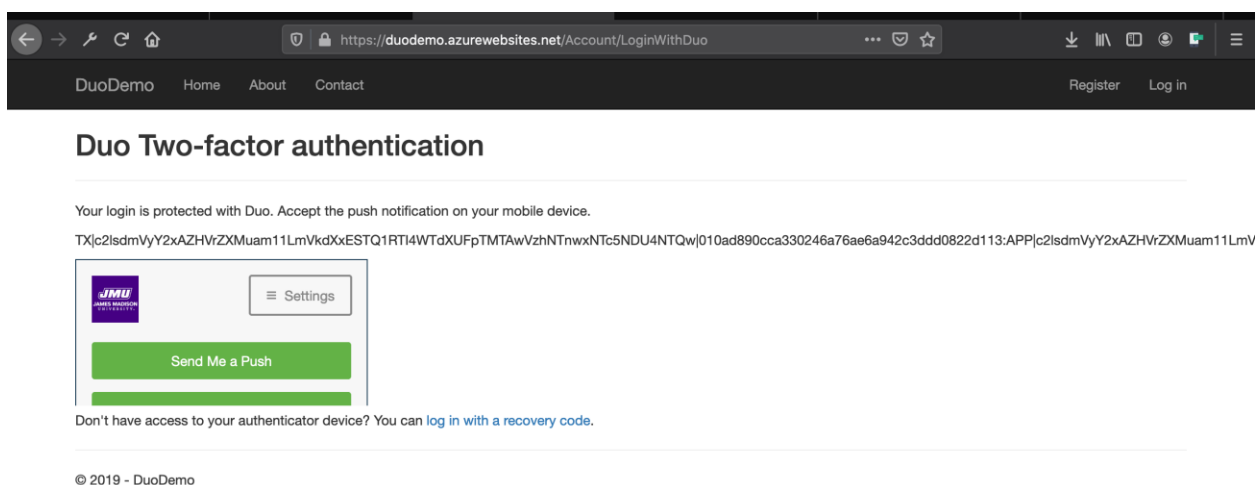 https://duodemo.azurewebsites.net/Account/LoginWithDuo
DuoDemo Home About Contact Register Log in
Duo Two-factor authentication
Your login is protected with Duo. Accept the push notification on your mobile device.
TX|c2lsdmVyY2xAZHVrZXMuam11LmVkdXxESTQ1RTI4WTdXUFpTMTAwVzhNTnwxNTc5NDU4NTQw|010ad890cca330246a76ae6a942c3ddd0822d113:APP|c2lsdmVyY2xAZHVrZXMuam11LmV
JMU
JAMES MADISON
UNIVERSITY.
≡ Settings
Send Me a Push
Don't have access to your authenticator device? You can log in with a recovery code.
© 2019 - DuoDemo